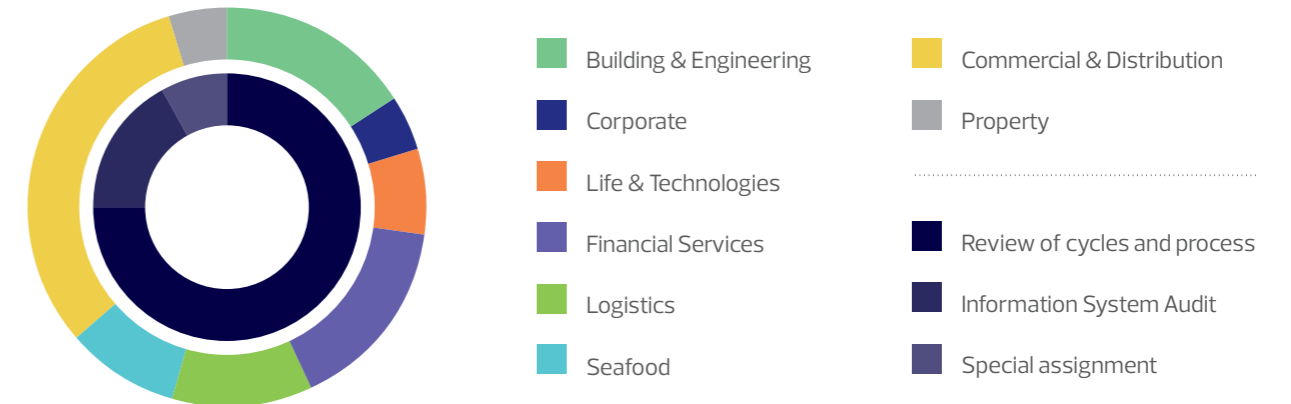 Building & Engineering
Corporate
Life & Technologies
Financial Services
Logistics
Seafood
Commercial & Distribution
Property
Review of cycles and process
Information System Audit
Special assignment